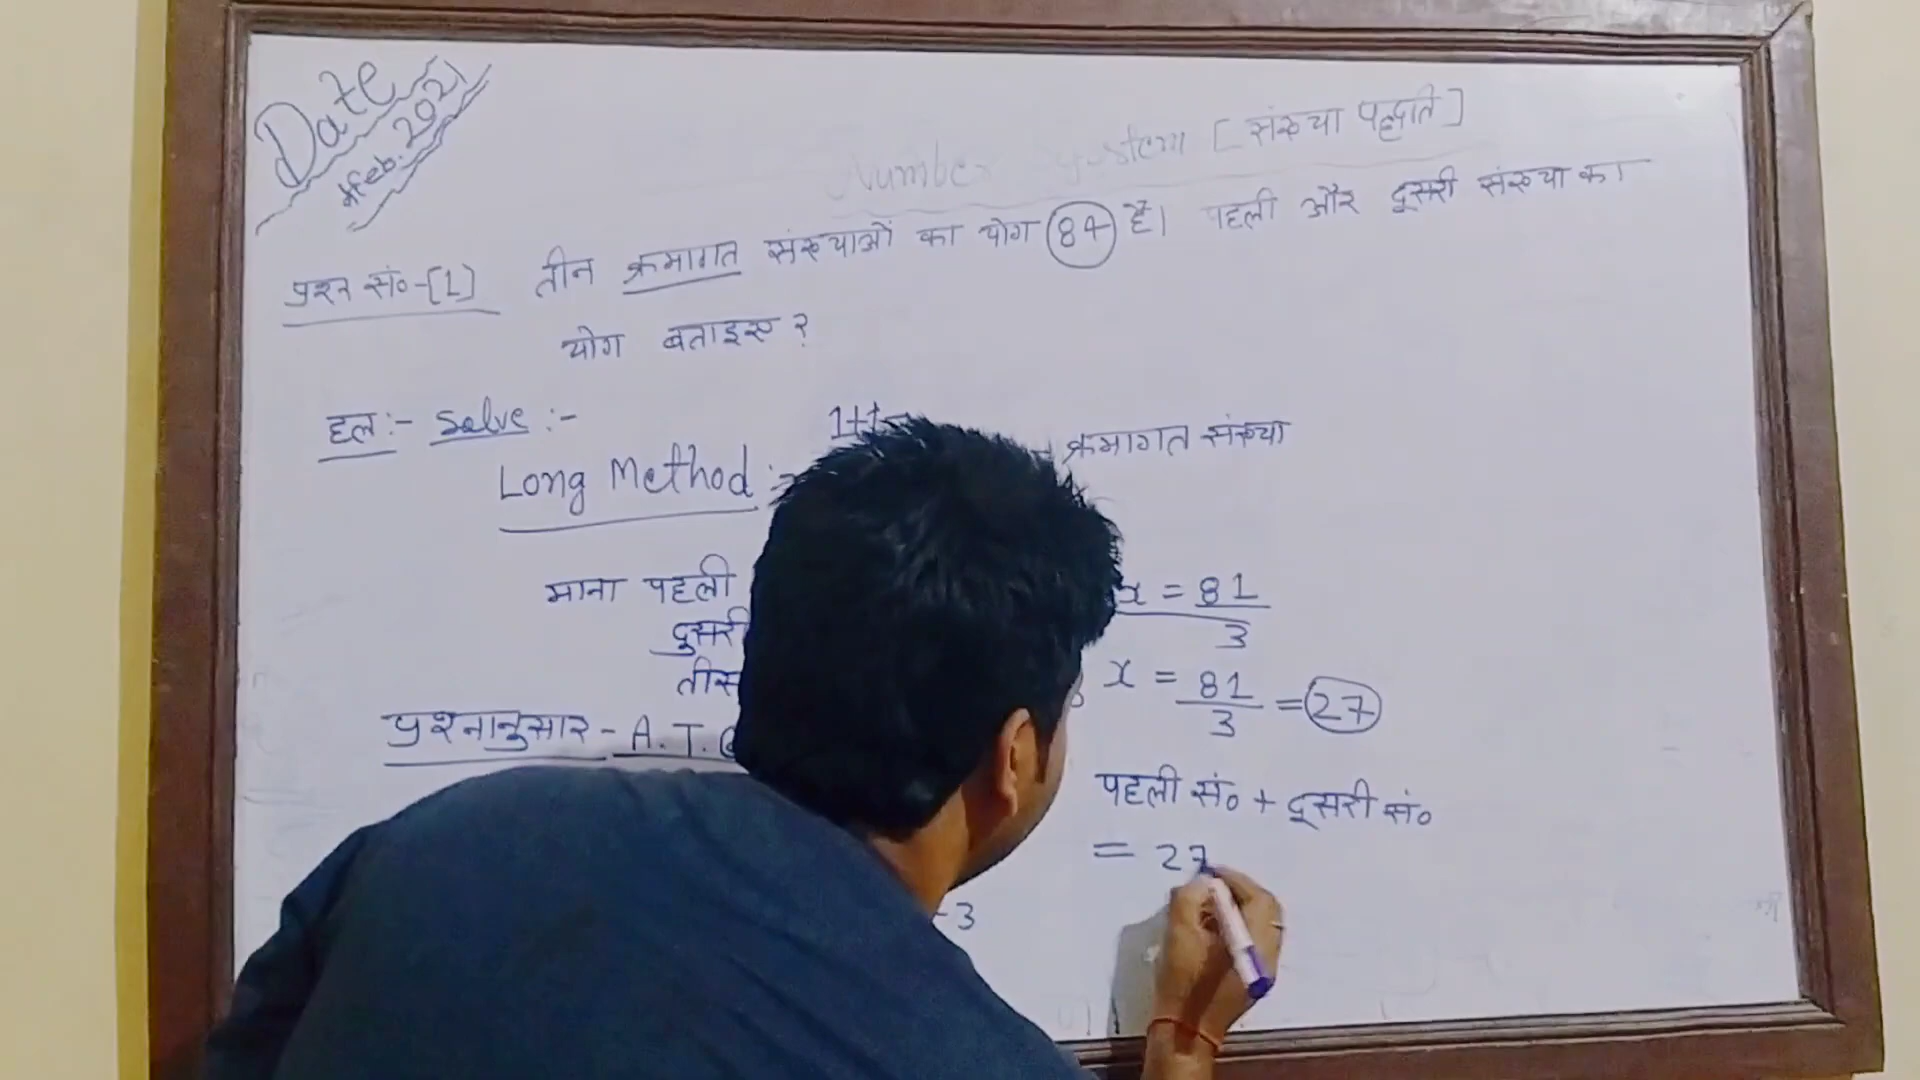 Date
Feb. 2021
Number System [ संख्या पद्धति ]
प्रश्न सं०-[1] तीन क्रमागत संख्याओं का योग 84 है। पहली और दूसरी संख्या का
योग बताइए ?
हल:- Solve:-
1+1=
क्रमागत संख्या
Long Method :-
माना पहली
दूसरी
प्रश्नानुसार - A.T.
x = 81/3
x = 81/3 = 27
पहली सं० + दूसरी सं०
= 27
-3